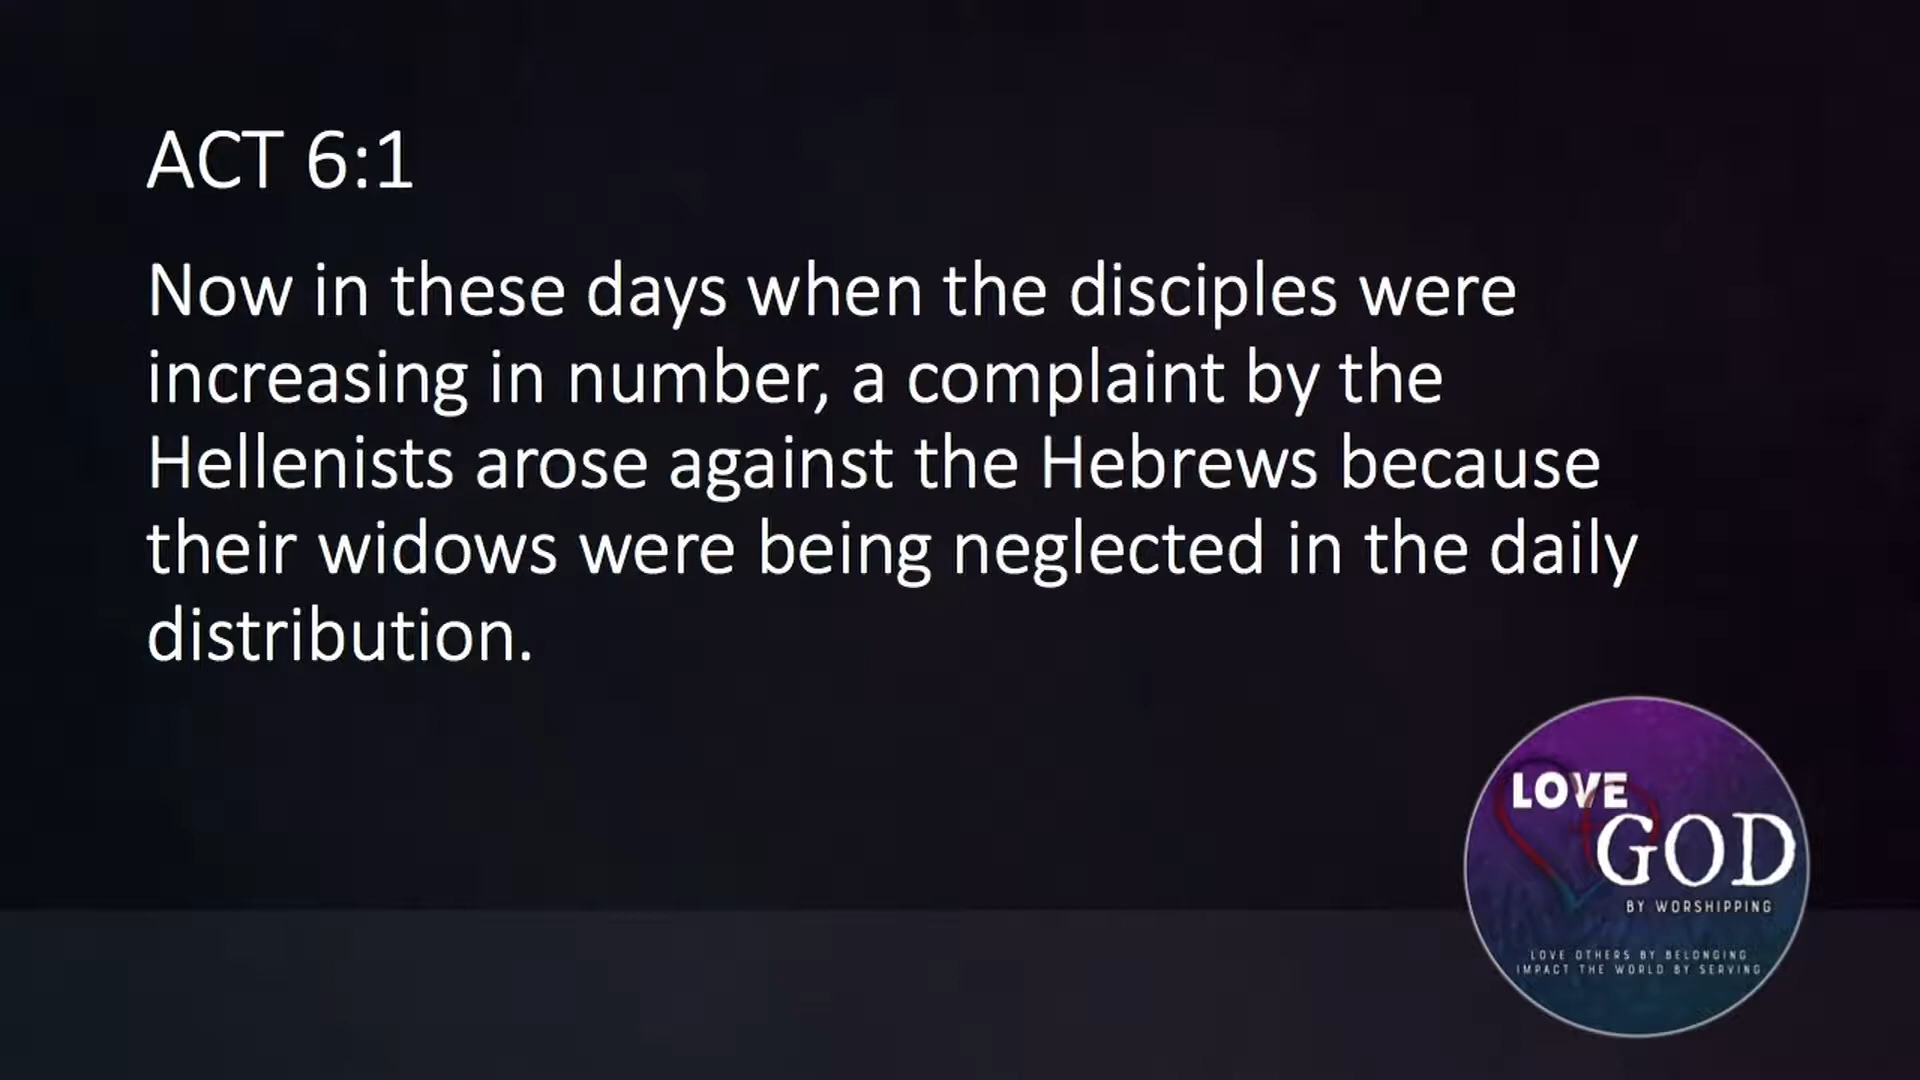 ACT 6:1
Now in these days when the disciples were
increasing in number, a complaint by the
Hellenists arose against the Hebrews because
their widows were being neglected in the daily
distribution.
LOVE
GOD
BY WORSHIPPING
LOVE OTHERS BY BELONGING
IMPACT THE WORLD BY SERVING